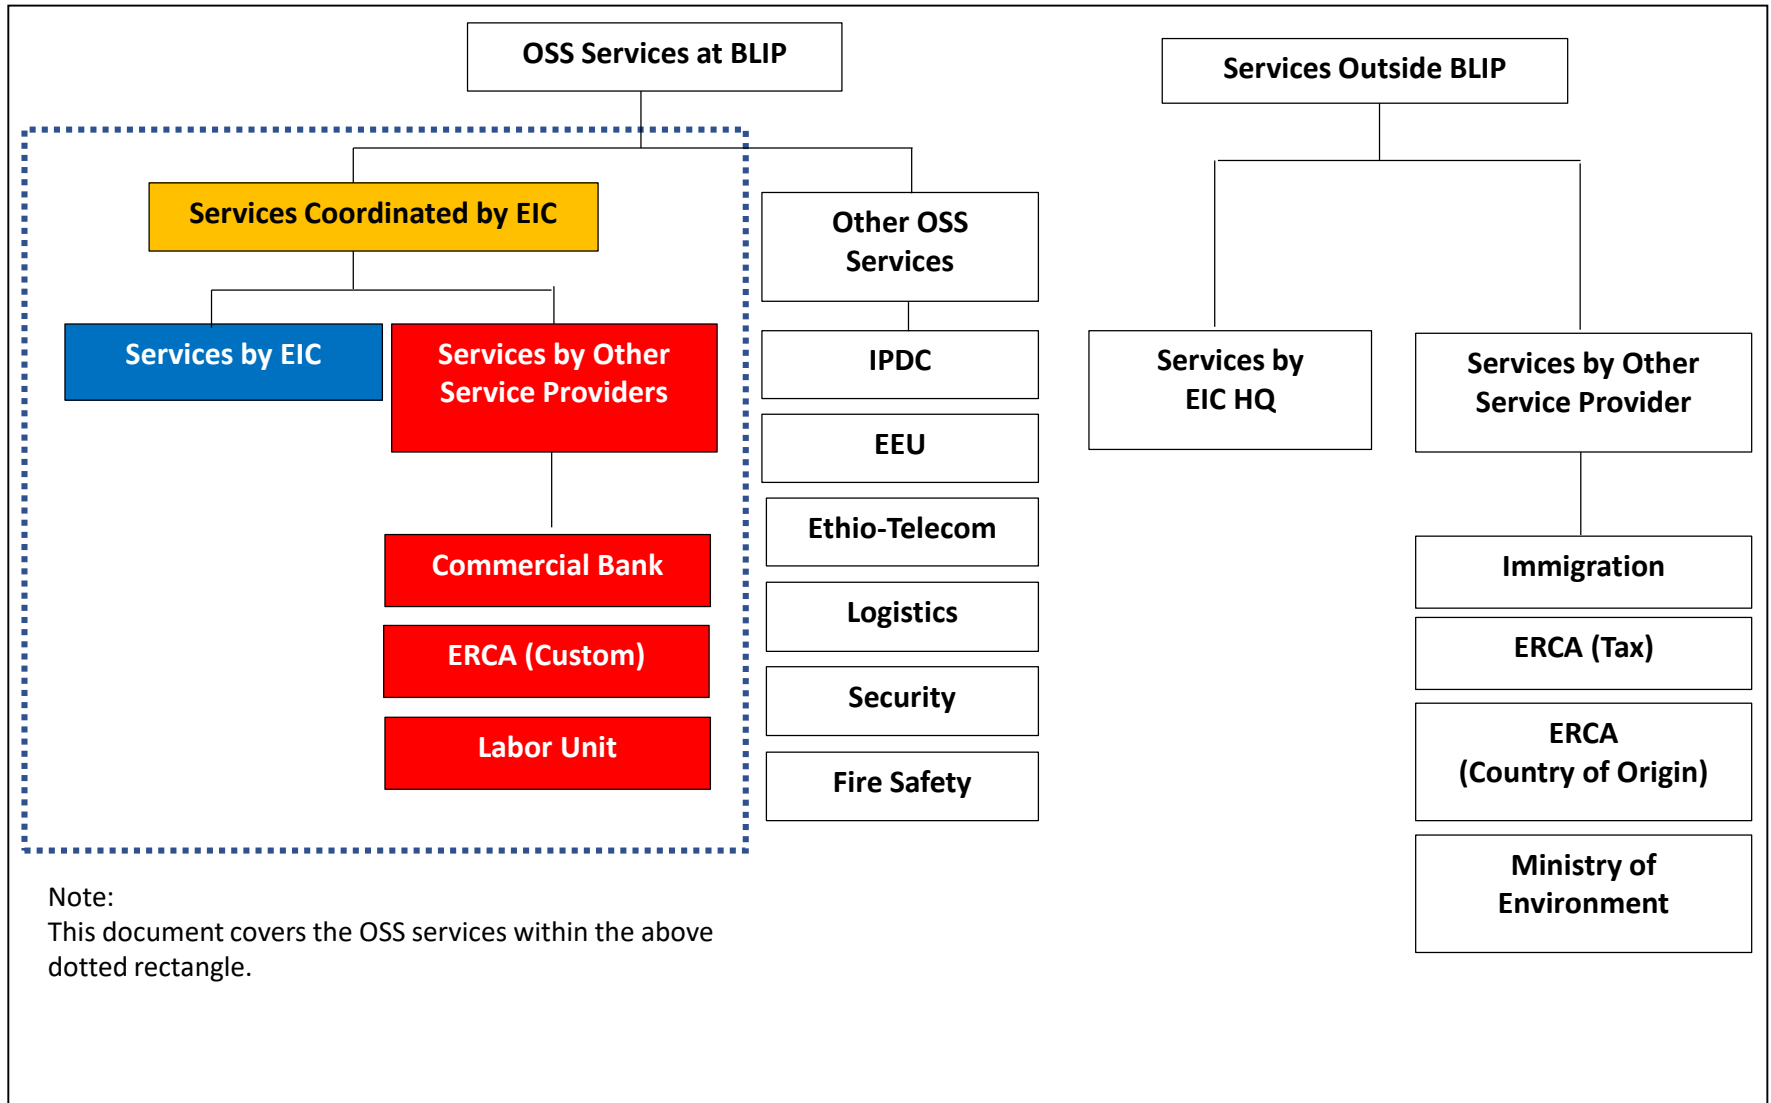 OSS Services at BLIP
Services Outside BLIP
Services Coordinated by EIC
Services by EIC
Services by Other
Service Providers
Commercial Bank
ERCA (Custom)
Labor Unit
Other OSS
Services
IPDC
EEU
Ethio-Telecom
Logistics
Security
Fire Safety
Services by
EIC HQ
Services by Other
Service Provider
Immigration
ERCA (Tax)
ERCA
(Country of Origin)
Ministry of
Environment
Note:
This document covers the OSS services within the above
dotted rectangle.